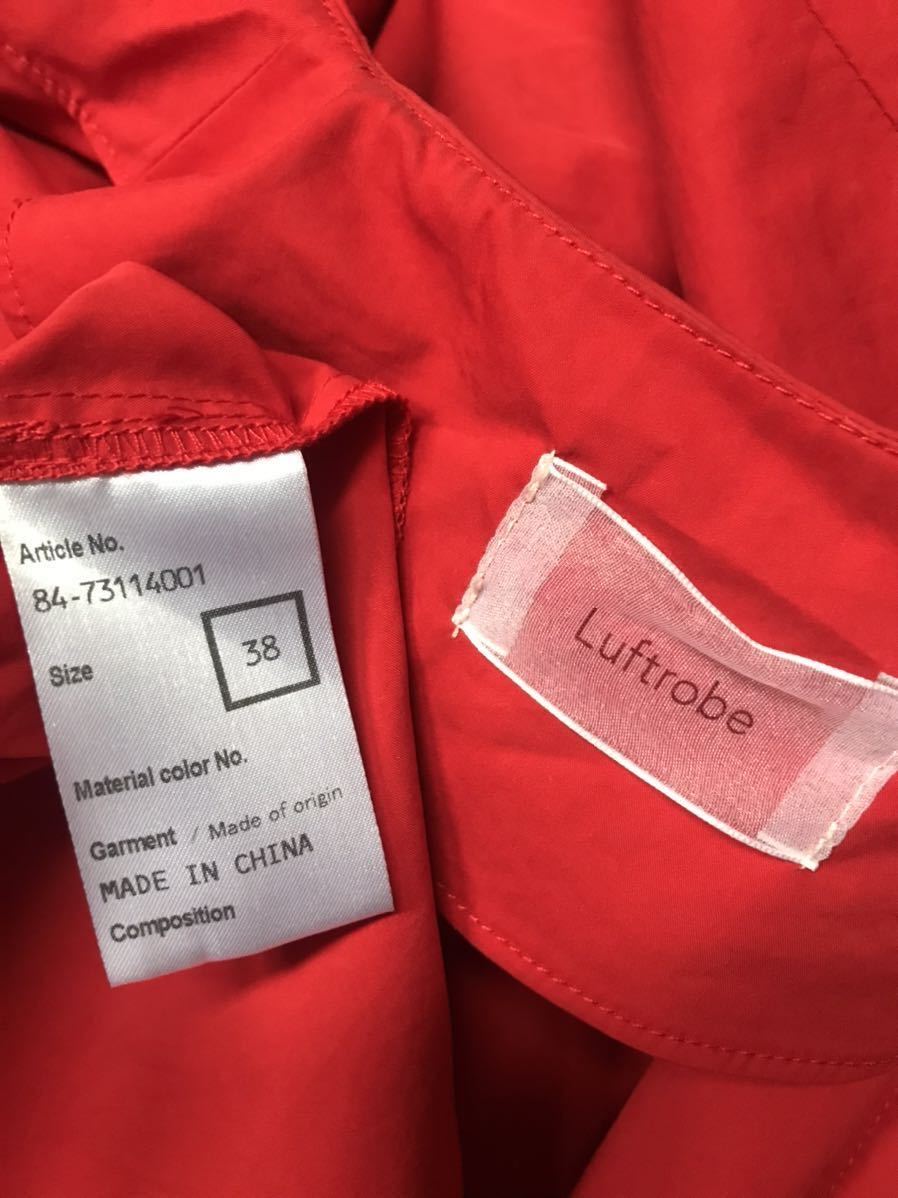 Article No.
84-73114001
Size
38
Material color No.
Garment / Made of origin
MADE IN CHINA
Composition
Luftrobe